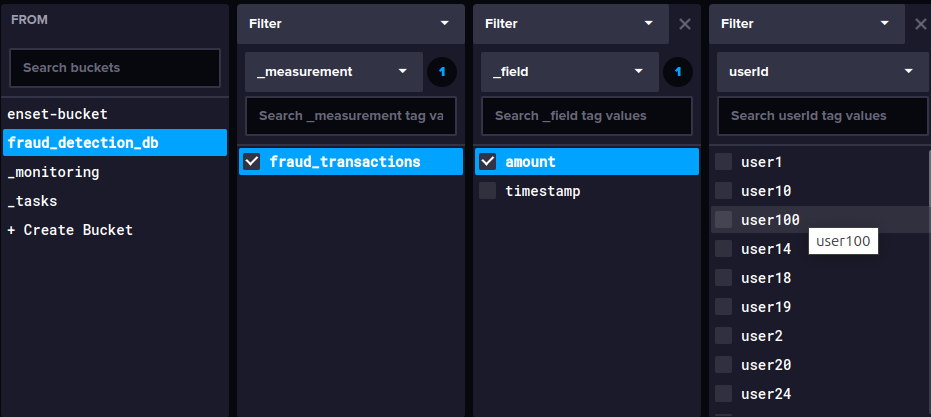 FROM
Search buckets
enset-bucket
fraud_detection_db
_monitoring
_tasks
+ Create Bucket
Filter
_measurement
1
Search _measurement tag va
fraud_transactions
Filter
_field
1
Search _field tag values
amount
timestamp
Filter
userId
Search userId tag values
user1
user10
user100
user100
user14
user18
user19
user2
user20
user24